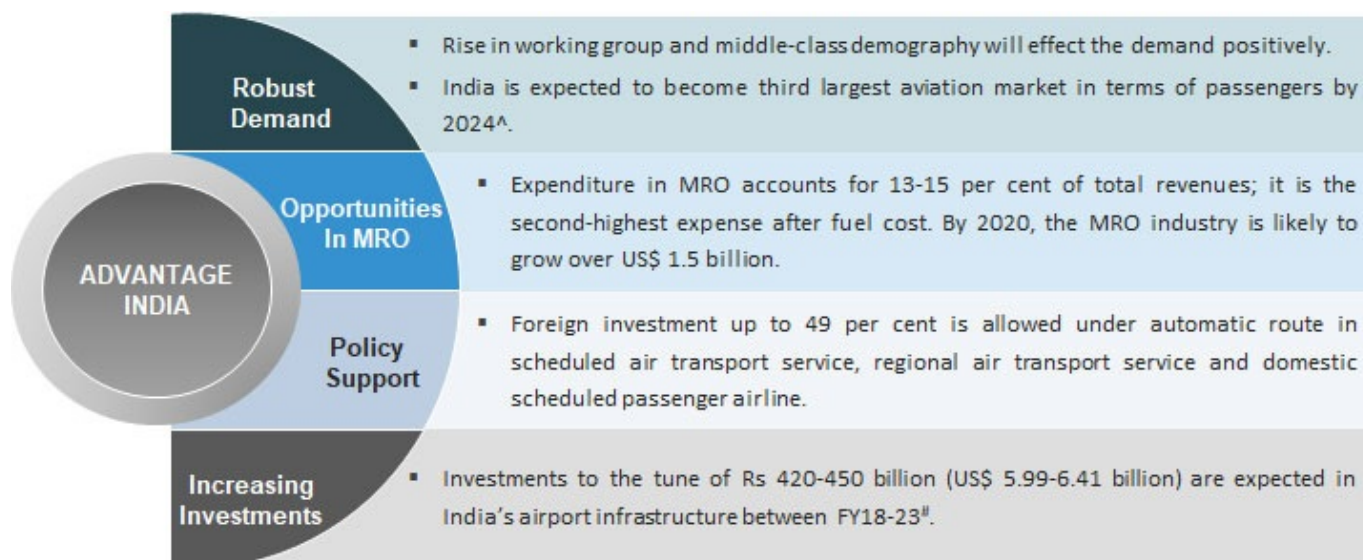 ADVANTAGE
INDIA
Robust
Demand
▪ Rise in working group and middle-class demography will effect the demand positively.
▪ India is expected to become third largest aviation market in terms of passengers by
2024^.
Opportunities
In MRO
▪ Expenditure in MRO accounts for 13-15 per cent of total revenues; it is the
second-highest expense after fuel cost. By 2020, the MRO industry is likely to
grow over US$ 1.5 billion.
Policy
Support
▪ Foreign investment up to 49 per cent is allowed under automatic route in
scheduled air transport service, regional air transport service and domestic
scheduled passenger airline.
Increasing
Investments
▪ Investments to the tune of Rs 420-450 billion (US$ 5.99-6.41 billion) are expected in
India’s airport infrastructure between FY18-23#.